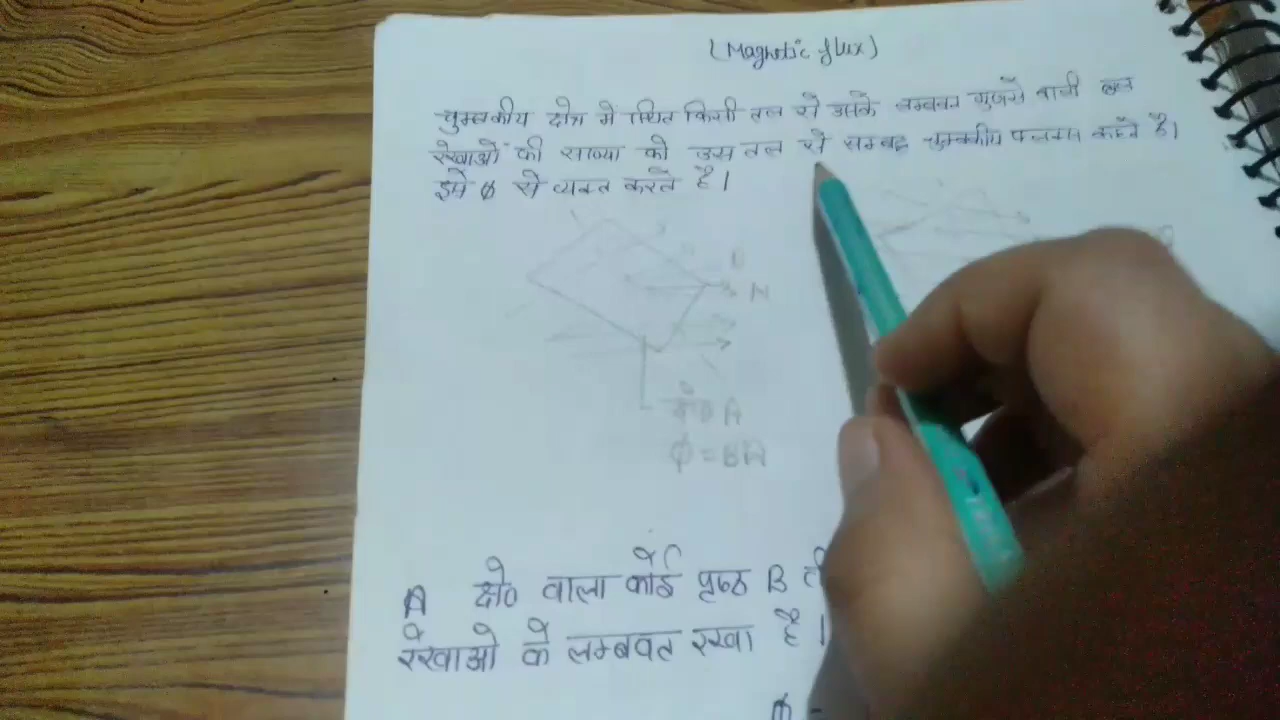 (Magnetic flux)
चुम्बकीय क्षेत्र में स्थित किसी तल से उसके लम्बवत गुजरने वाली बल
रेखाओं की संख्या को उस तल से सम्बद्ध चुम्बकीय फ्लक्स कहते है।
इसे ϕ से व्यक्त करते है।
N
A
ϕ = BA
A क्षे० वाला कोई पृष्ठ B
रेखाओ के लम्बवत रखा है।